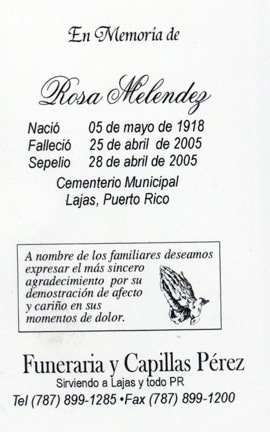 En Memoría de
Rosa Melendez
Nació 05 de mayo de 1918
Falleció 25 de abril de 2005
Sepelio 28 de abril de 2005
Cementerio Municipal
Lajas, Puerto Rico
A nombre de los familiares deseamos
expresar el más sincero
agradecimiento por su
demostración de afecto
y cariño en sus
momentos de dolor.
Funeraria y Capillas Pérez
Sirviendo a Lajas y todo PR
Tel (787) 899-1285 •Fax (787) 899-1200